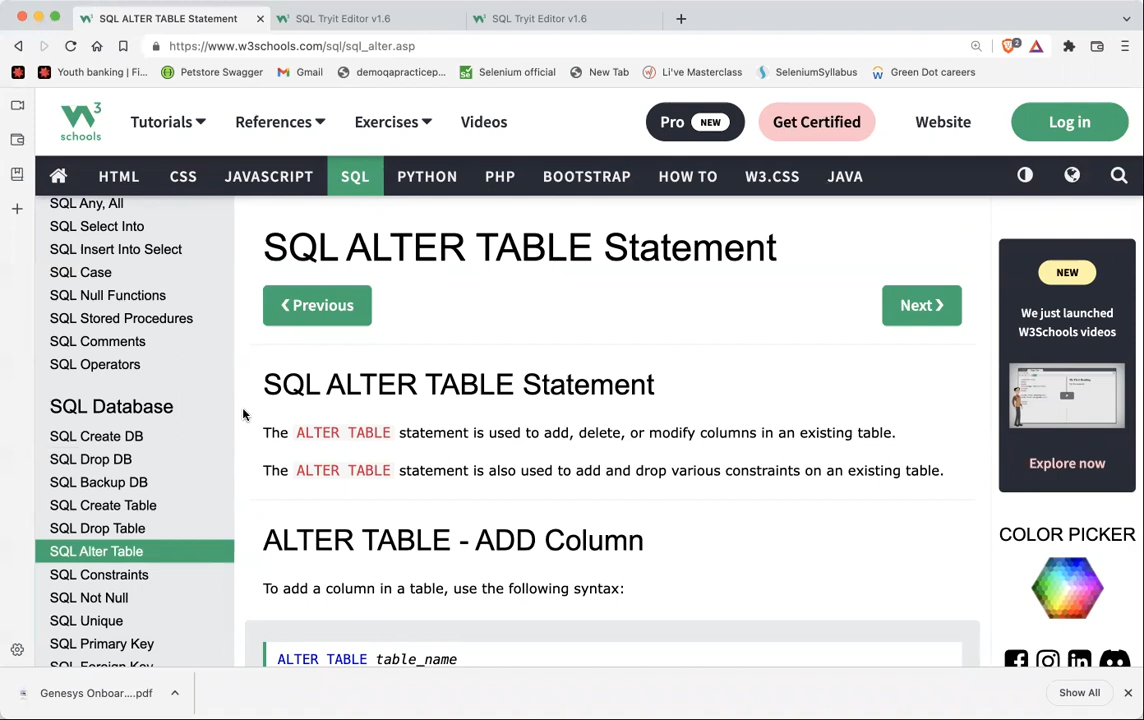 SQL ALTER TABLE Statement
SQL Tryit Editor v1.6
SQL Tryit Editor v1.6
https://www.w3schools.com/sql/sql_alter.asp
2
Youth banking | Fi...
Petstore Swagger
Gmail
demoqapracticep...
Selenium official
New Tab
Li've Masterclass
SeleniumSyllabus
Green Dot careers
3
schools
Tutorials
References
Exercises
Videos
Pro NEW
Get Certified
Website
Log in
HTML
CSS
JAVASCRIPT
SQL
PYTHON
PHP
BOOTSTRAP
HOW TO
W3.CSS
JAVA
SQL Any, All
SQL Select Into
SQL Insert Into Select
SQL Case
SQL Null Functions
SQL Stored Procedures
SQL Comments
SQL Operators
SQL Database
SQL Create DB
SQL Drop DB
SQL Backup DB
SQL Create Table
SQL Drop Table
SQL Alter Table
SQL Constraints
SQL Not Null
SQL Unique
SQL Primary Key
SQL Foreign Key
SQL ALTER TABLE Statement
❮ Previous
Next ❯
SQL ALTER TABLE Statement
The ALTER TABLE statement is used to add, delete, or modify columns in an existing table.
The ALTER TABLE statement is also used to add and drop various constraints on an existing table.
ALTER TABLE - ADD Column
To add a column in a table, use the following syntax:
ALTER TABLE table_name
NEW
We just launched
W3Schools videos
Explore now
COLOR PICKER
Genesys Onboar....pdf
Show All